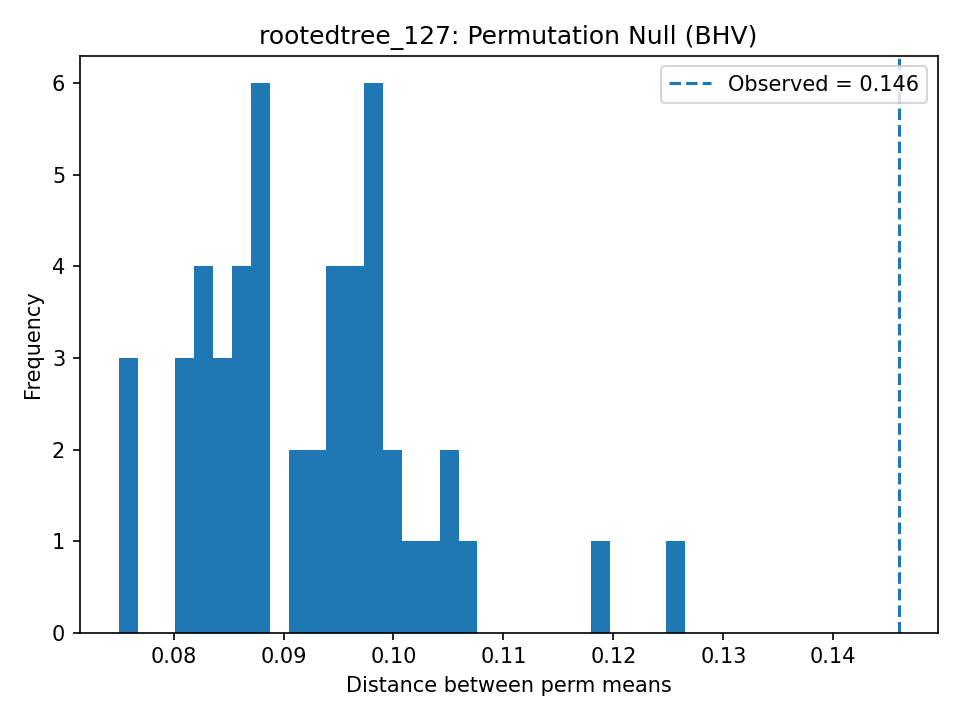 rootedtree_127: Permutation Null (BHV)
Observed = 0.146
6
5
4
3
2
1
0
Frequency
0.08 0.09 0.10 0.11 0.12 0.13 0.14
Distance between perm means